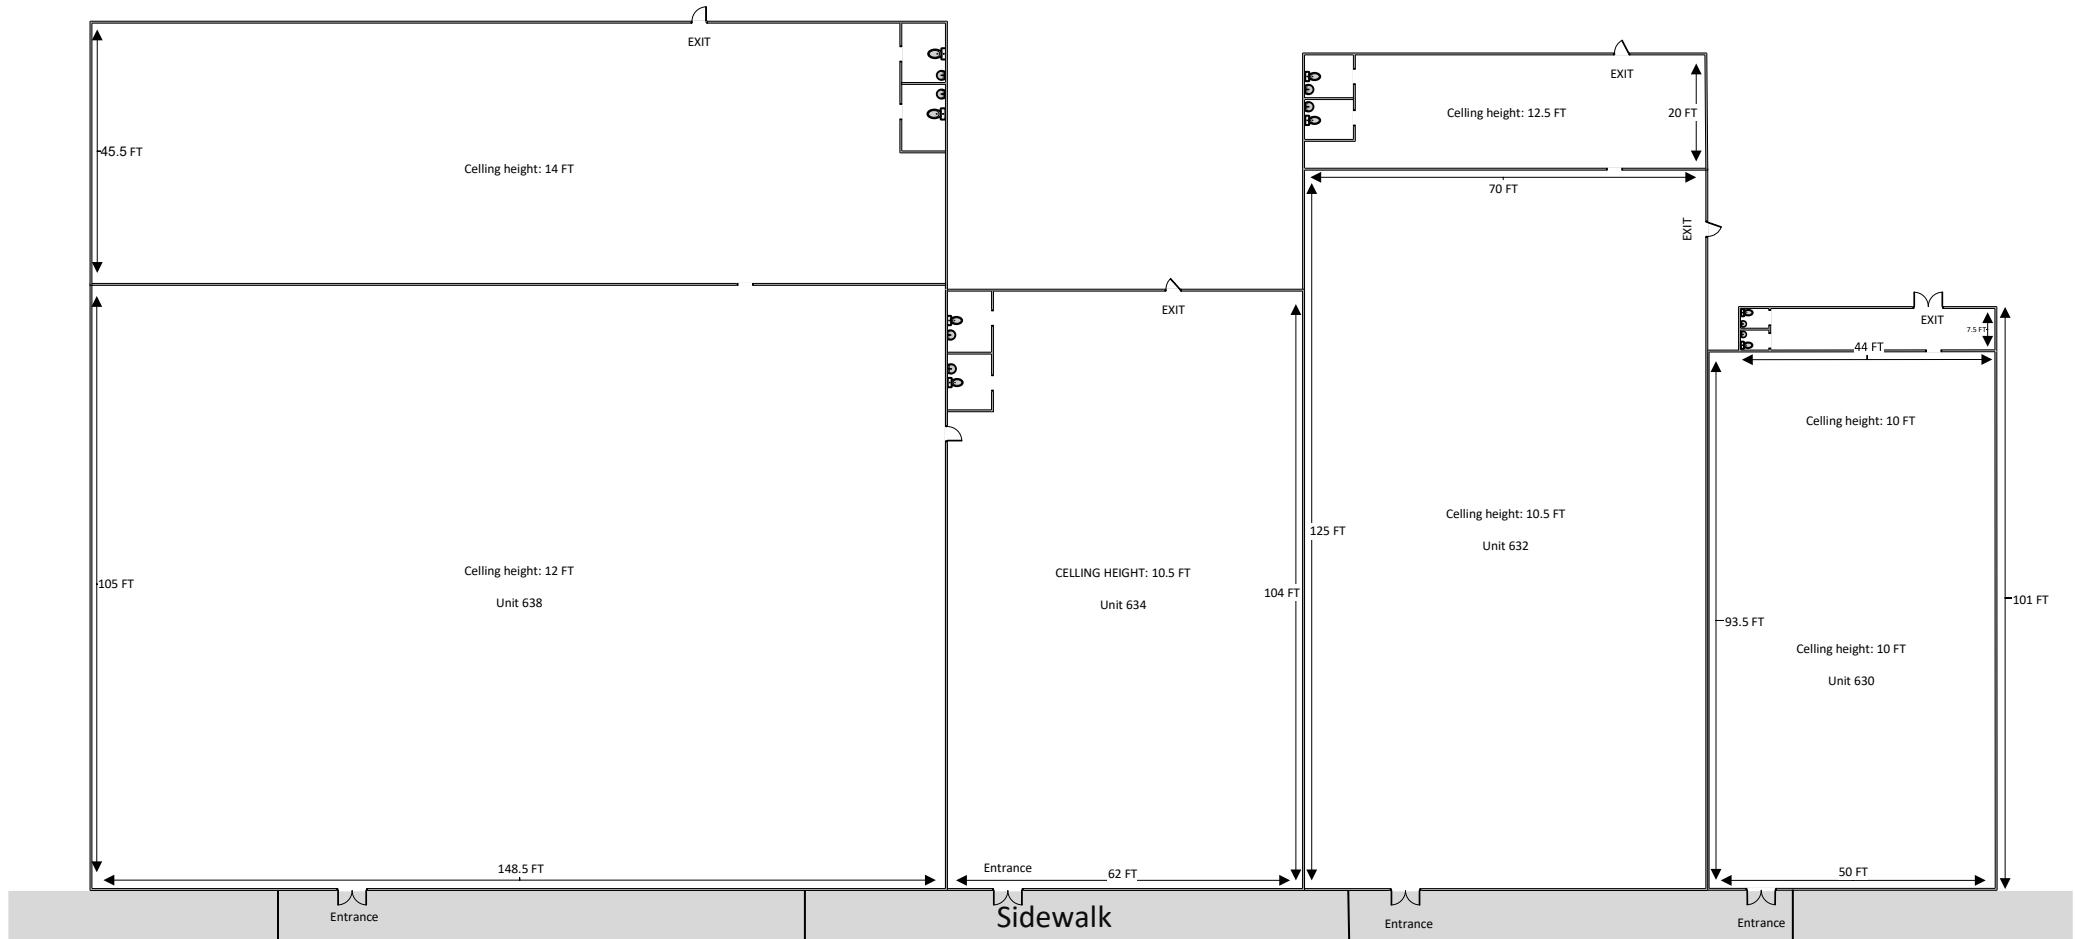 EXIT
45.5 FT
Celling height: 14 FT
EXIT
Celling height: 12.5 FT
20 FT
70 FT
EXIT
EXIT
EXIT
7.5 FT
44 FT
Celling height: 10 FT
105 FT
Celling height: 12 FT
Unit 638
CELLING HEIGHT: 10.5 FT
Unit 634
104 FT
125 FT
Celling height: 10.5 FT
Unit 632
93.5 FT
101 FT
Celling height: 10 FT
Unit 630
148.5 FT
Entrance
62 FT
50 FT
Entrance
Sidewalk
Entrance
Entrance